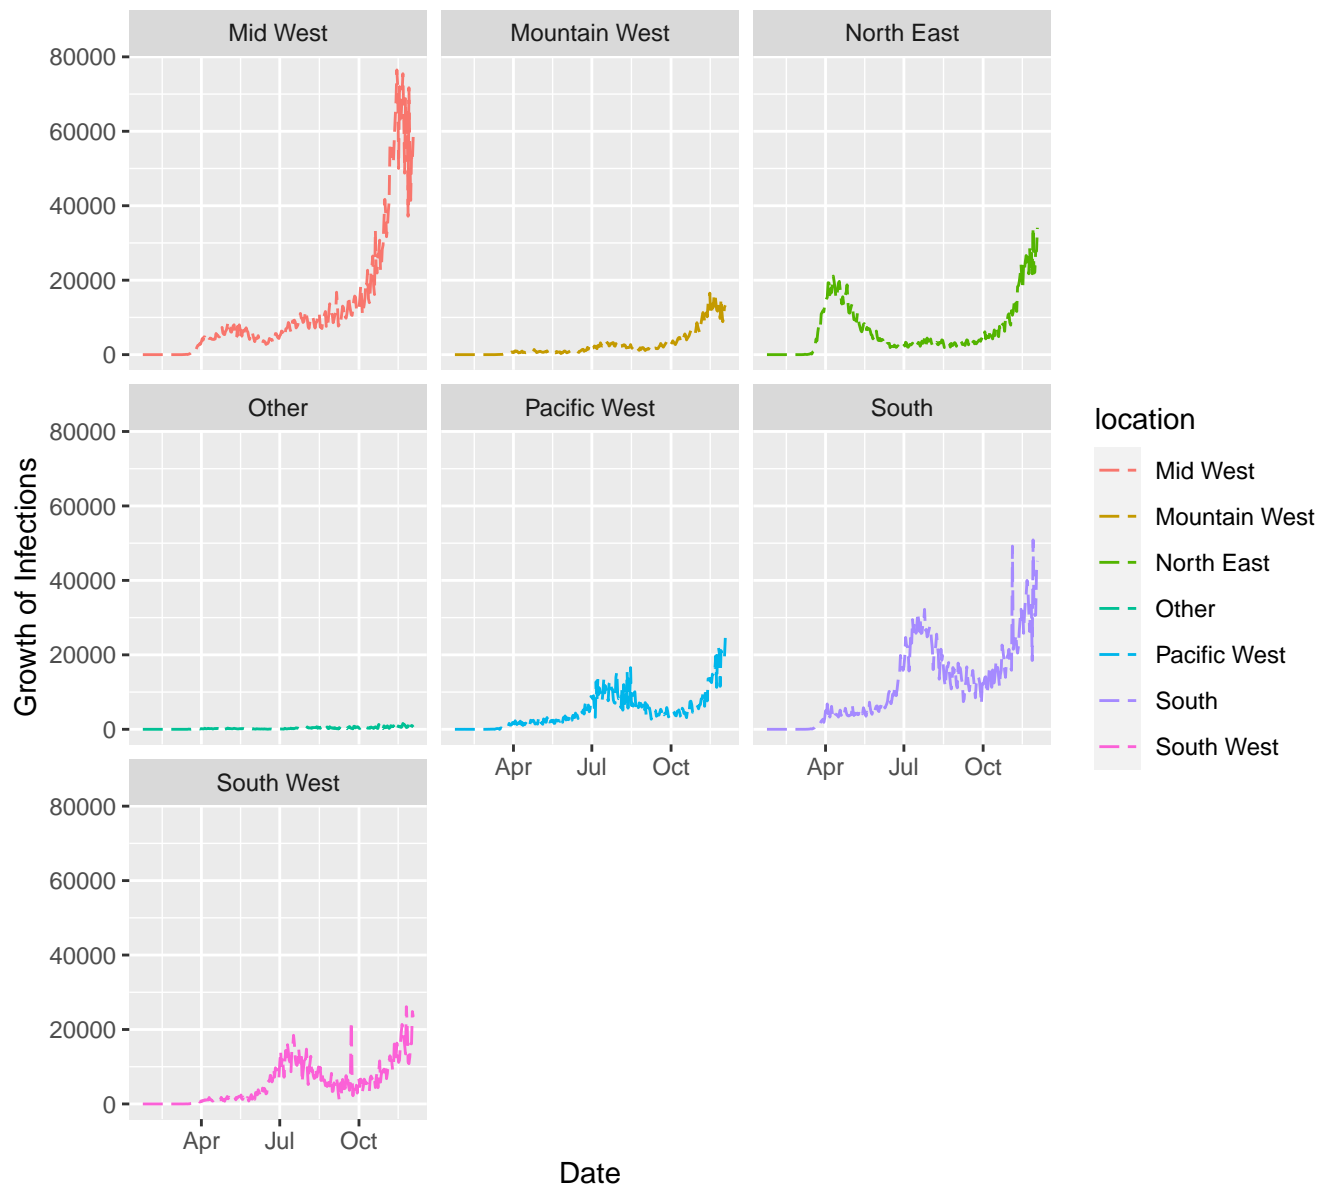 Mid West
Mountain West
North East
80000
60000
40000
20000
0
Other
Pacific West
South
80000
60000
40000
20000
0
Apr
Jul
Oct
Apr
Jul
Oct
South West
80000
60000
40000
20000
0
Apr
Jul
Oct
Growth of Infections
Date
location
Mid West
Mountain West
North East
Other
Pacific West
South
South West